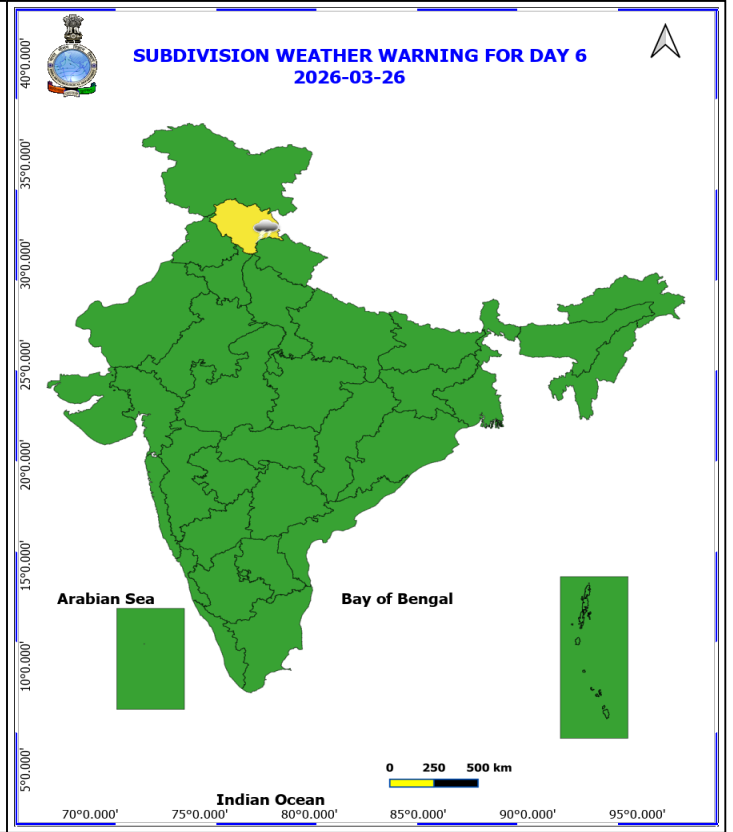 SUBDIVISION WEATHER WARNING FOR DAY 6
2026-03-26
40°0.000'
35°0.000'
30°0.000'
25°0.000'
20°0.000'
15°0.000'
10°0.000'
5°0.000'
Arabian Sea
Bay of Bengal
0 250 500 km
Indian Ocean
70°0.000' 75°0.000' 80°0.000' 85°0.000' 90°0.000' 95°0.000'